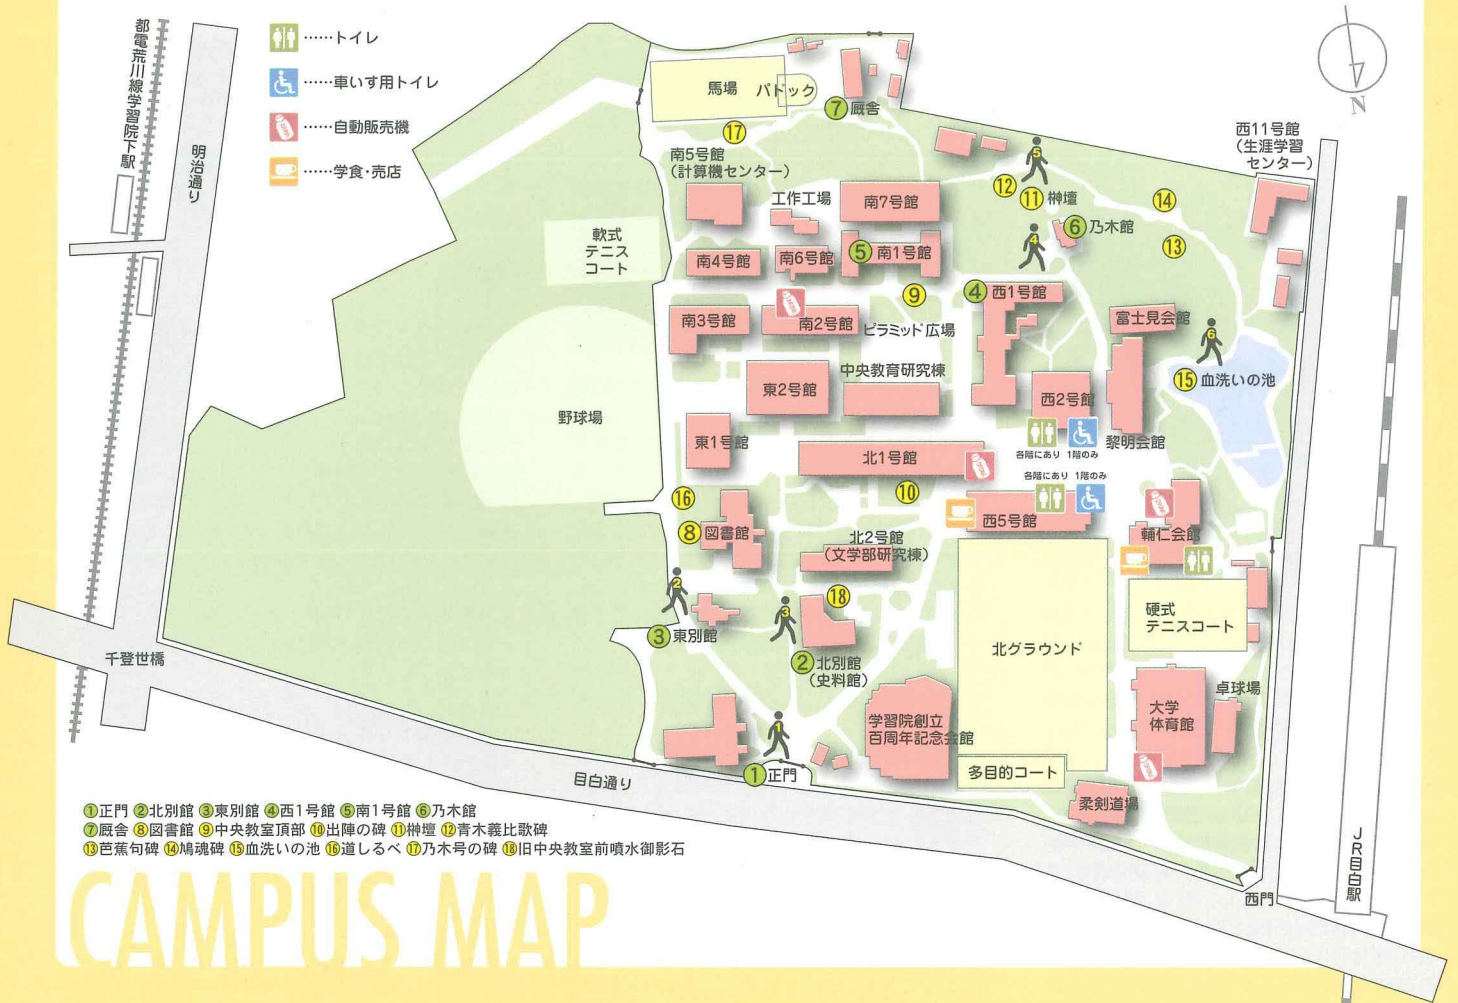 都電荒川線学習院下駅
明治通り
……トイレ
……車いす用トイレ
……自動販売機
……学食・売店
N
馬場
パドック
⑦厩舎
⑰
南5号館
(計算機センター)
工作工場
南7号館
5
⑫
⑪榊壇
⑭
西11号館
(生涯学習
センター)
軟式
テニス
コート
南4号館
南6号館
⑤南1号館
4
⑥乃木館
⑬
⑨
④西1号館
南3号館
南2号館
ピラミッド広場
富士見会館
6
野球場
東2号館
中央教育研究棟
西2号館
⑮血洗いの池
東1号館
北1号館
各階にあり 1階のみ
黎明会館
各階にあり 1階のみ
⑯
⑩
西5号館
⑧図書館
北2号館
(文学部研究棟)
輔仁会館
2
3
⑱
③東別館
②北別館
(史料館)
北グラウンド
硬式
テニスコート
千登世橋
1
①正門
学習院創立
百周年記念会館
大学
体育館
卓球場
多目的コート
柔剣道場
目白通り
西門
JR目白駅
①正門 ②北別館 ③東別館 ④西1号館 ⑤南1号館 ⑥乃木館
⑦厩舎 ⑧図書館 ⑨中央教室頂部 ⑩出陣の碑 ⑪榊壇 ⑫青木義比歌碑
⑬芭蕉句碑 ⑭鳩魂碑 ⑮血洗いの池 ⑯道しるべ ⑰乃木号の碑 ⑱旧中央教室前噴水御影石
CAMPUS MAP